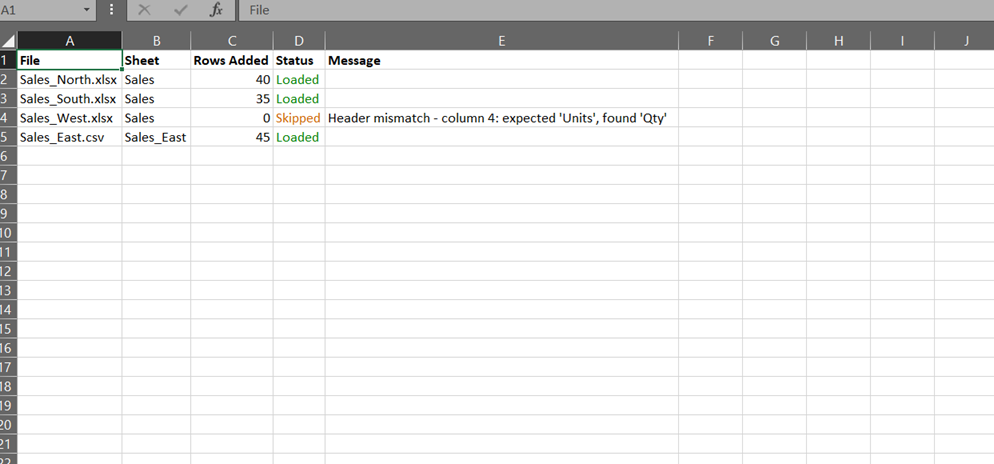 A1 fx File
A B C D E F G H I J
1 File Sheet Rows Added Status Message
2 Sales_North.xlsx Sales 40 Loaded
3 Sales_South.xlsx Sales 35 Loaded
4 Sales_West.xlsx Sales 0 Skipped Header mismatch - column 4: expected 'Units', found 'Qty'
5 Sales_East.csv Sales_East 45 Loaded
6
7
8
9
10
11
12
13
14
15
16
17
18
19
20
21
22